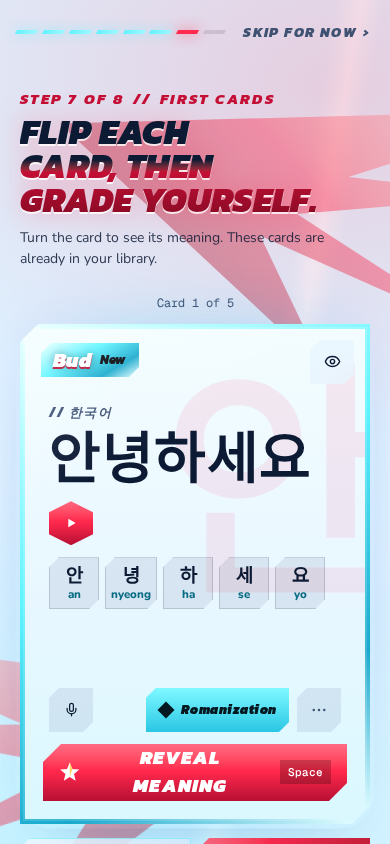 SKIP FOR NOW >
STEP 7 OF 8 // FIRST CARDS
FLIP EACH
CARD, THEN
GRADE YOURSELF.
Turn the card to see its meaning. These cards are
already in your library.
Card 1 of 5
Bud New
// 한국어
안녕하세요
안 녕 하 세 요
an nyeong ha se yo
Romanization
REVEAL
MEANING
Space